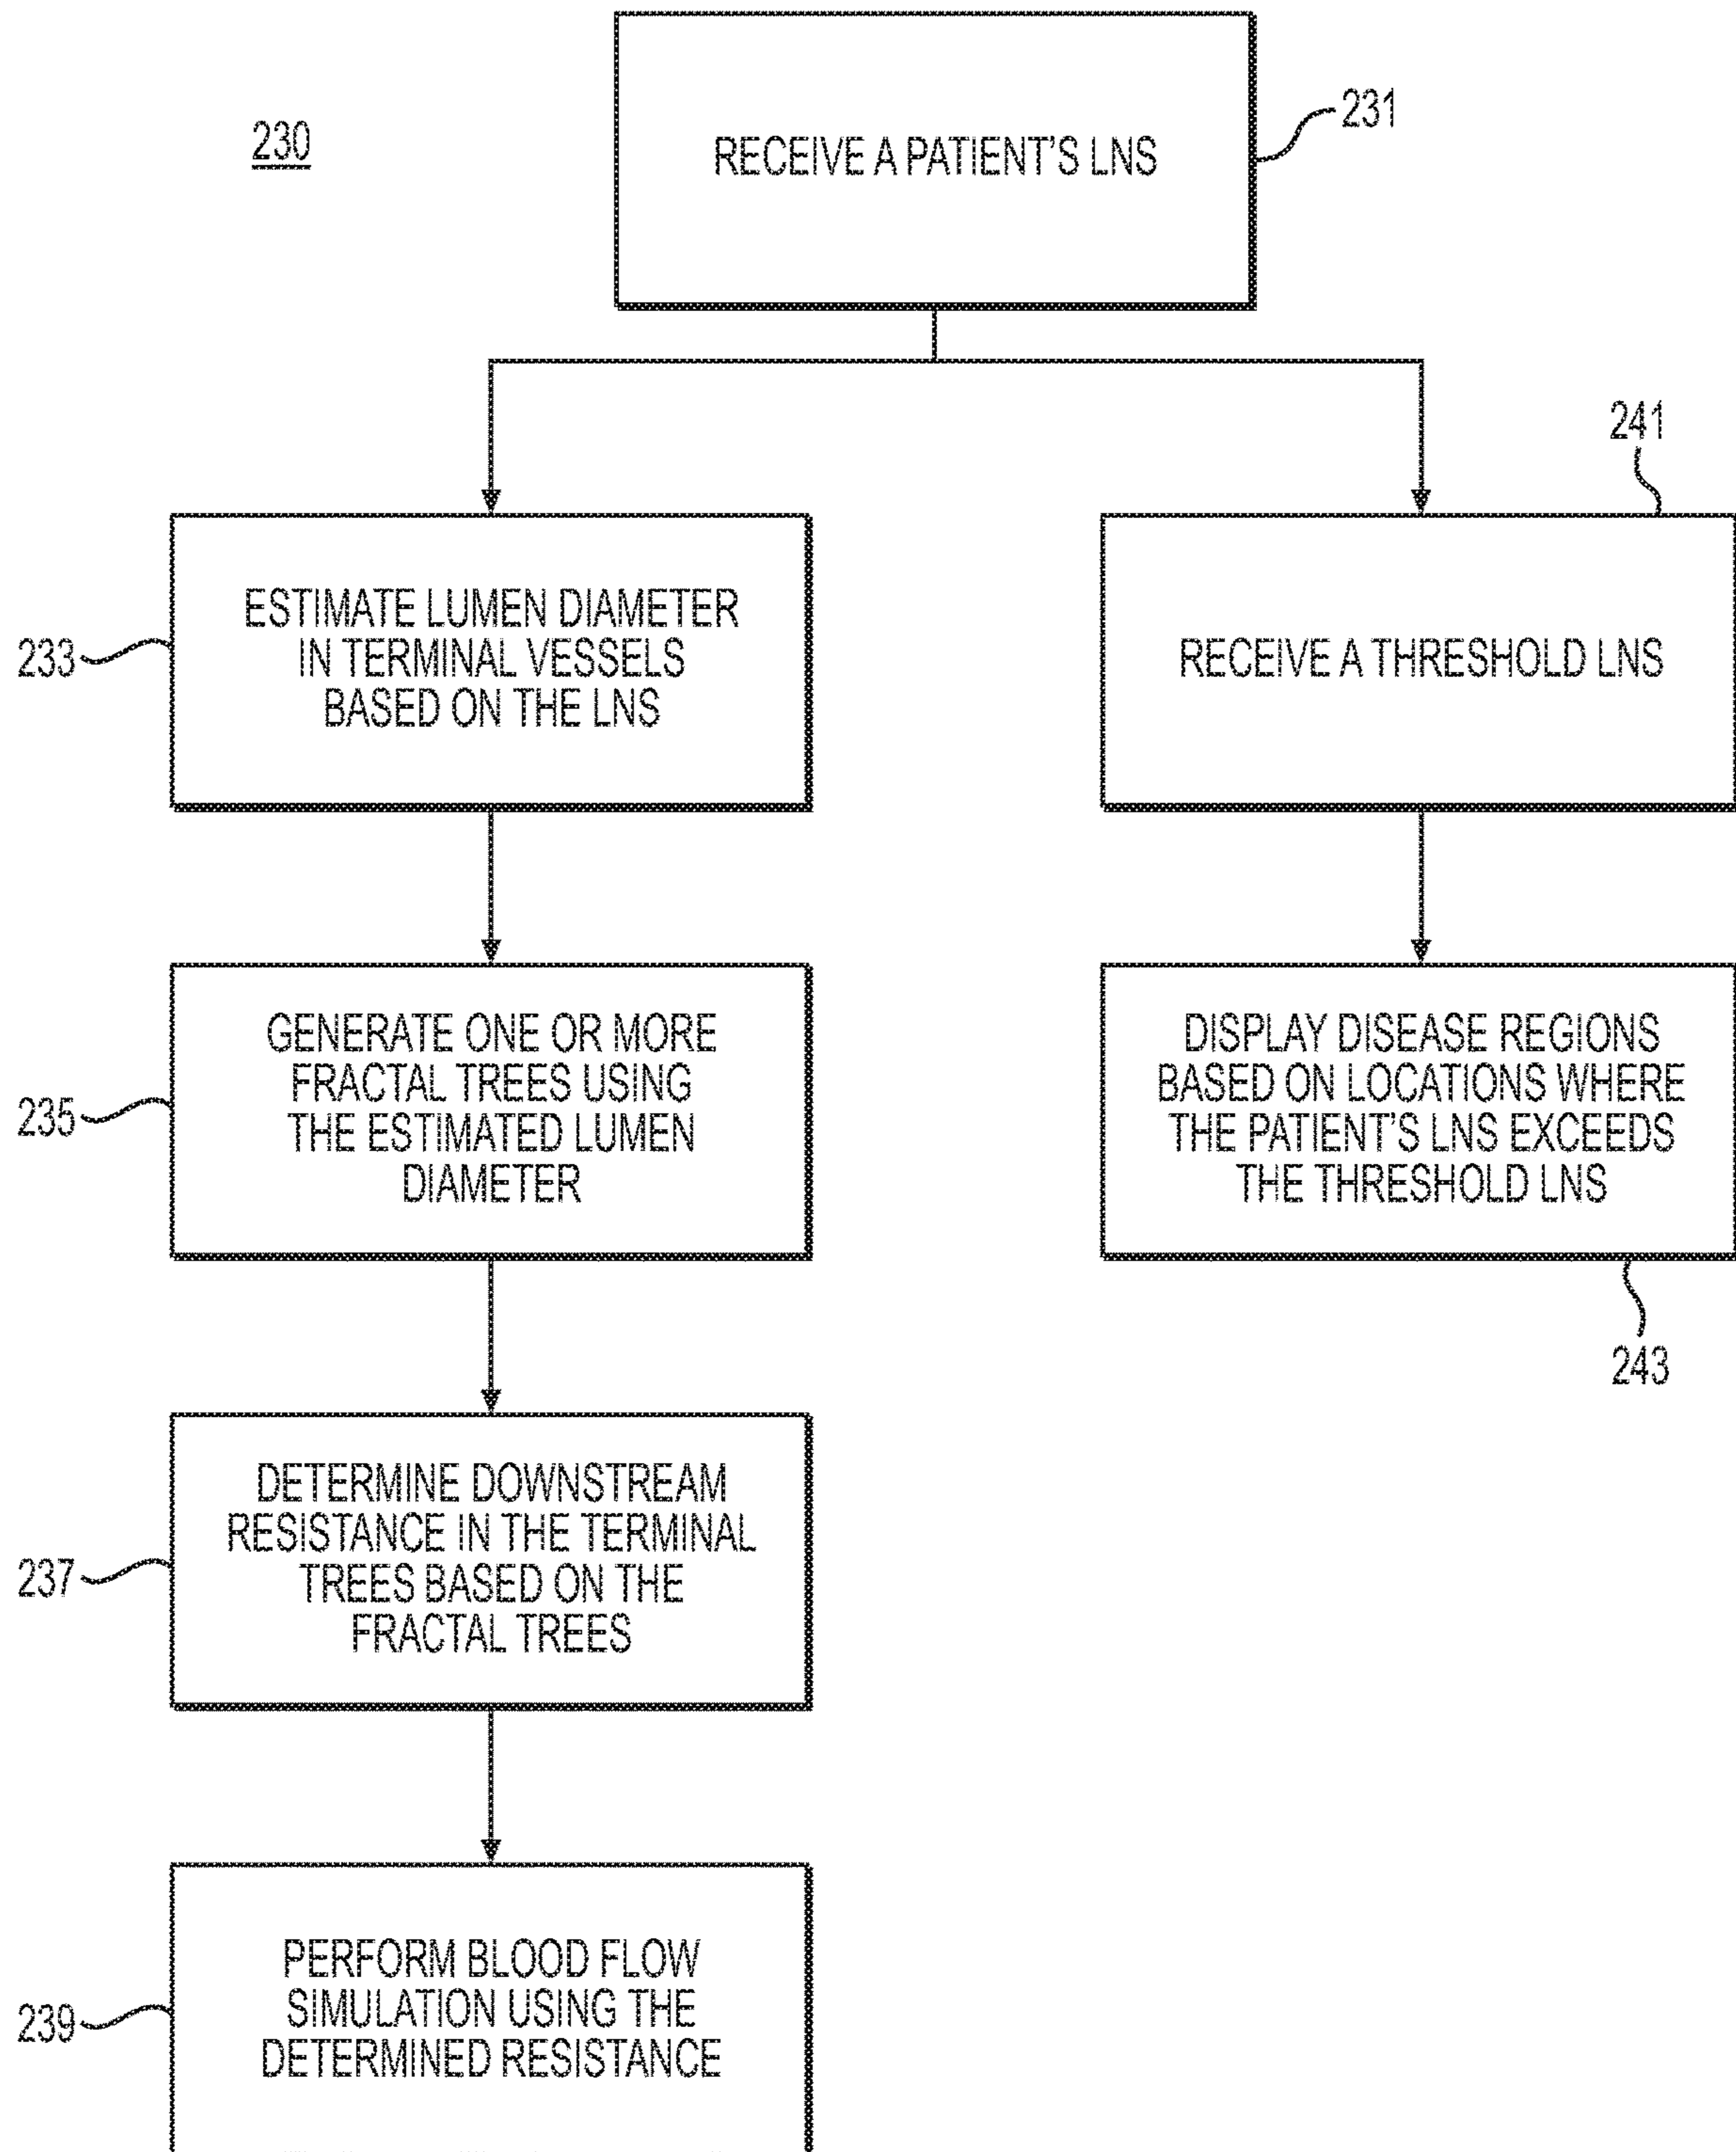 230
RECEIVE A PATIENT'S LNS
231
241
233
ESTIMATE LUMEN DIAMETER
IN TERMINAL VESSELS
BASED ON THE LNS
RECEIVE A THRESHOLD LNS
235
GENERATE ONE OR MORE
FRACTAL TREES USING
THE ESTIMATED LUMEN
DIAMETER
DISPLAY DISEASE REGIONS
BASED ON LOCATIONS WHERE
THE PATIENT'S LNS EXCEEDS
THE THRESHOLD LNS
243
237
DETERMINE DOWNSTREAM
RESISTANCE IN THE TERMINAL
TREES BASED ON THE
FRACTAL TREES
239
PERFORM BLOOD FLOW
SIMULATION USING THE
DETERMINED RESISTANCE